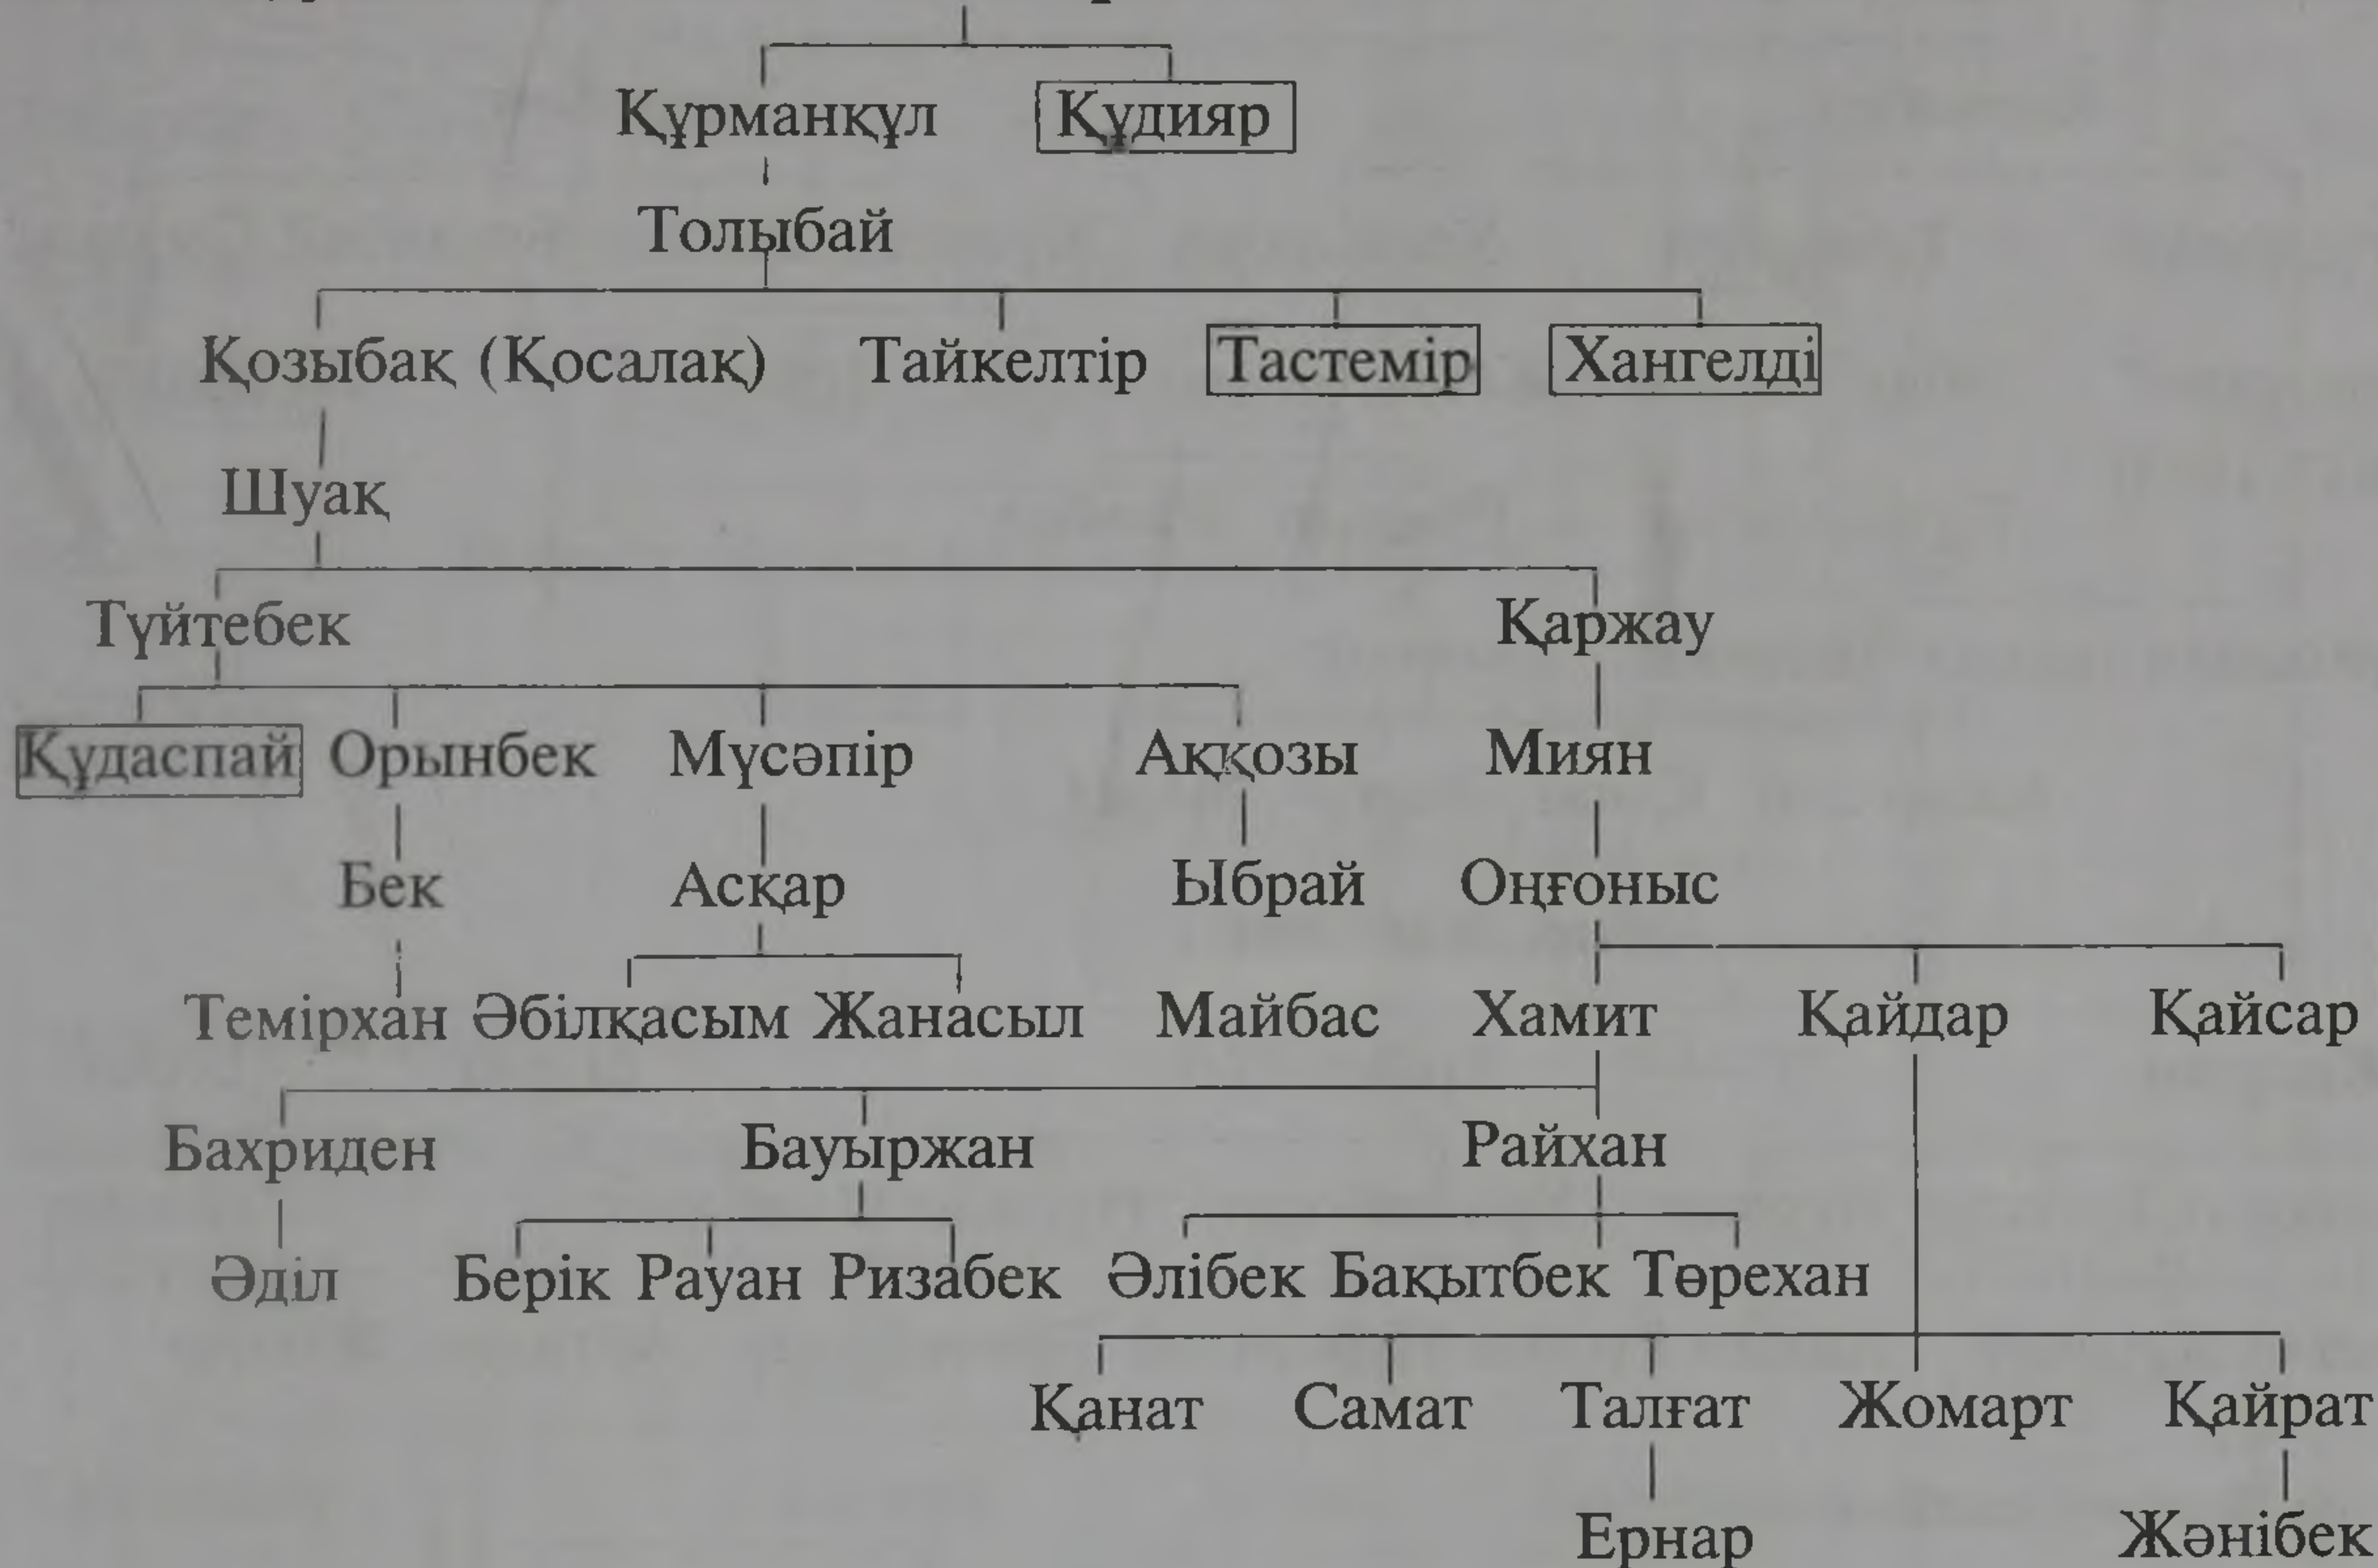 Құрманқұл Құдияр
Толыбай
Қозыбақ (Қосалақ) Тайкелтір Тастемір Хангелді
Шуақ
Түйтебек Қаржау
Құдаспай Орынбек Мүсәпір Аққозы Миян
Бек Асқар Ыбрай Оңғоныс
Темірхан Әбілқасым Жанасыл Майбас Хамит Қайдар Қайсар
Бахриден Бауыржан Райхан
Әділ Берік Рауан Ризабек Әлібек Бақытбек Төрехан
Қанат Самат Талғат Жомарт Қайрат
Ернар Жәнібек